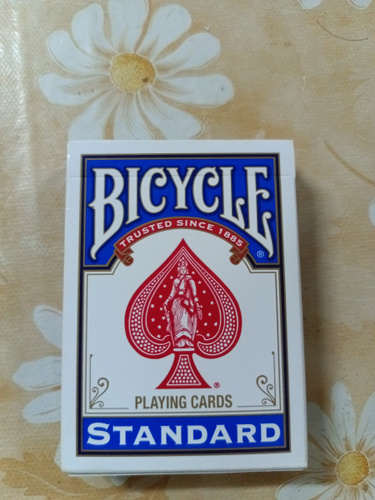 BICYCLE
®
TRUSTED SINCE 1885
®
PLAYING CARDS
STANDARD